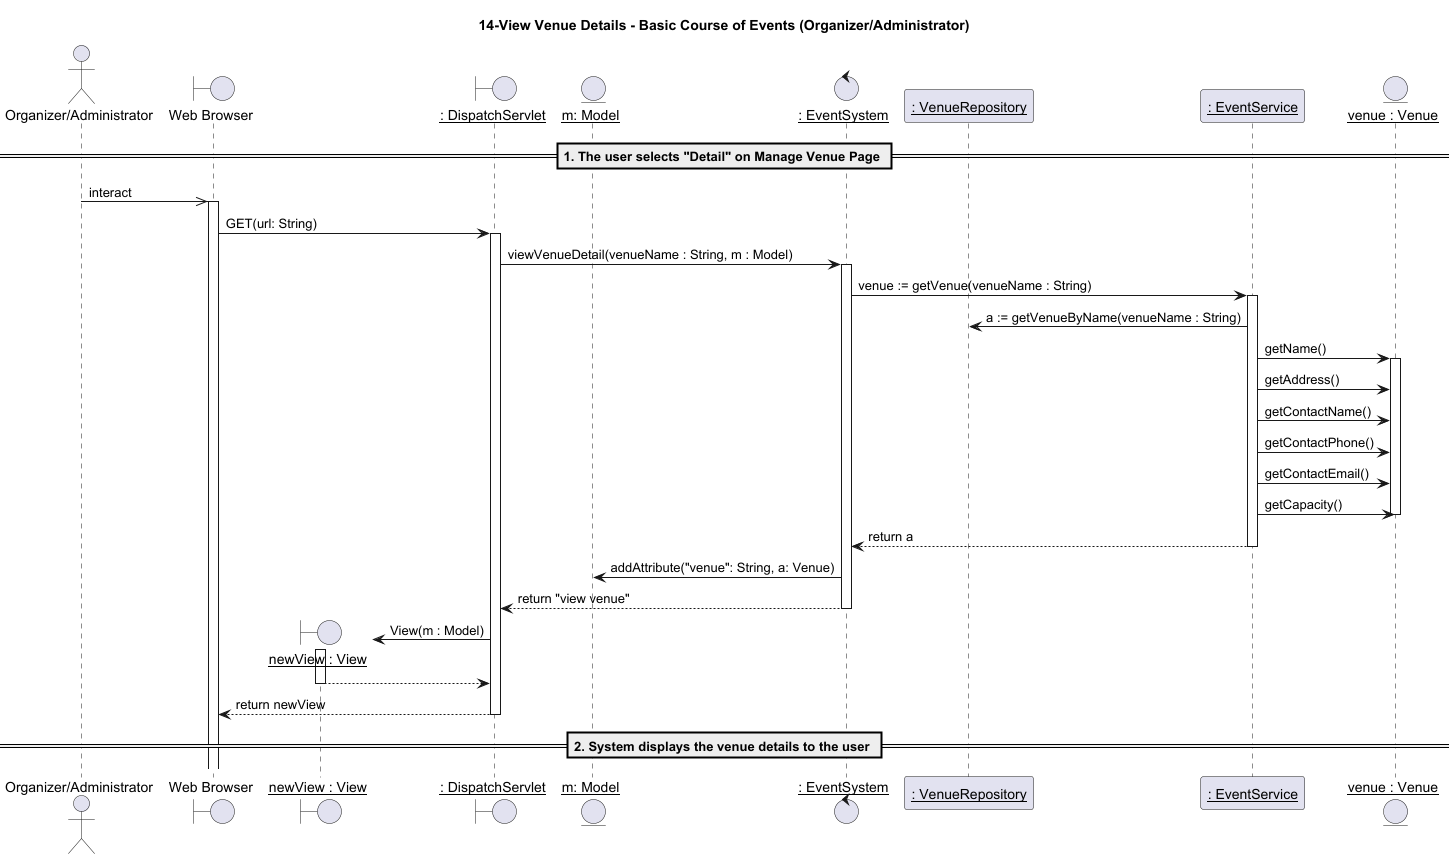 14-View Venue Details - Basic Course of Events (Organizer/Administrator)
Organizer/Administrator
Web Browser
: DispatchServlet
m: Model
: EventSystem
: VenueRepository
: EventService
venue : Venue
1. The user selects "Detail" on Manage Venue Page
interact
GET(url: String)
viewVenueDetail(venueName : String, m : Model)
venue := getVenue(venueName : String)
a := getVenueByName(venueName : String)
getName()
getAddress()
getContactName()
getContactPhone()
getContactEmail()
getCapacity()
return a
addAttribute("venue": String, a: Venue)
return "view venue"
View(m : Model)
newView : View
return newView
2. System displays the venue details to the user
Organizer/Administrator
Web Browser
newView : View
: DispatchServlet
m: Model
: EventSystem
: VenueRepository
: EventService
venue : Venue